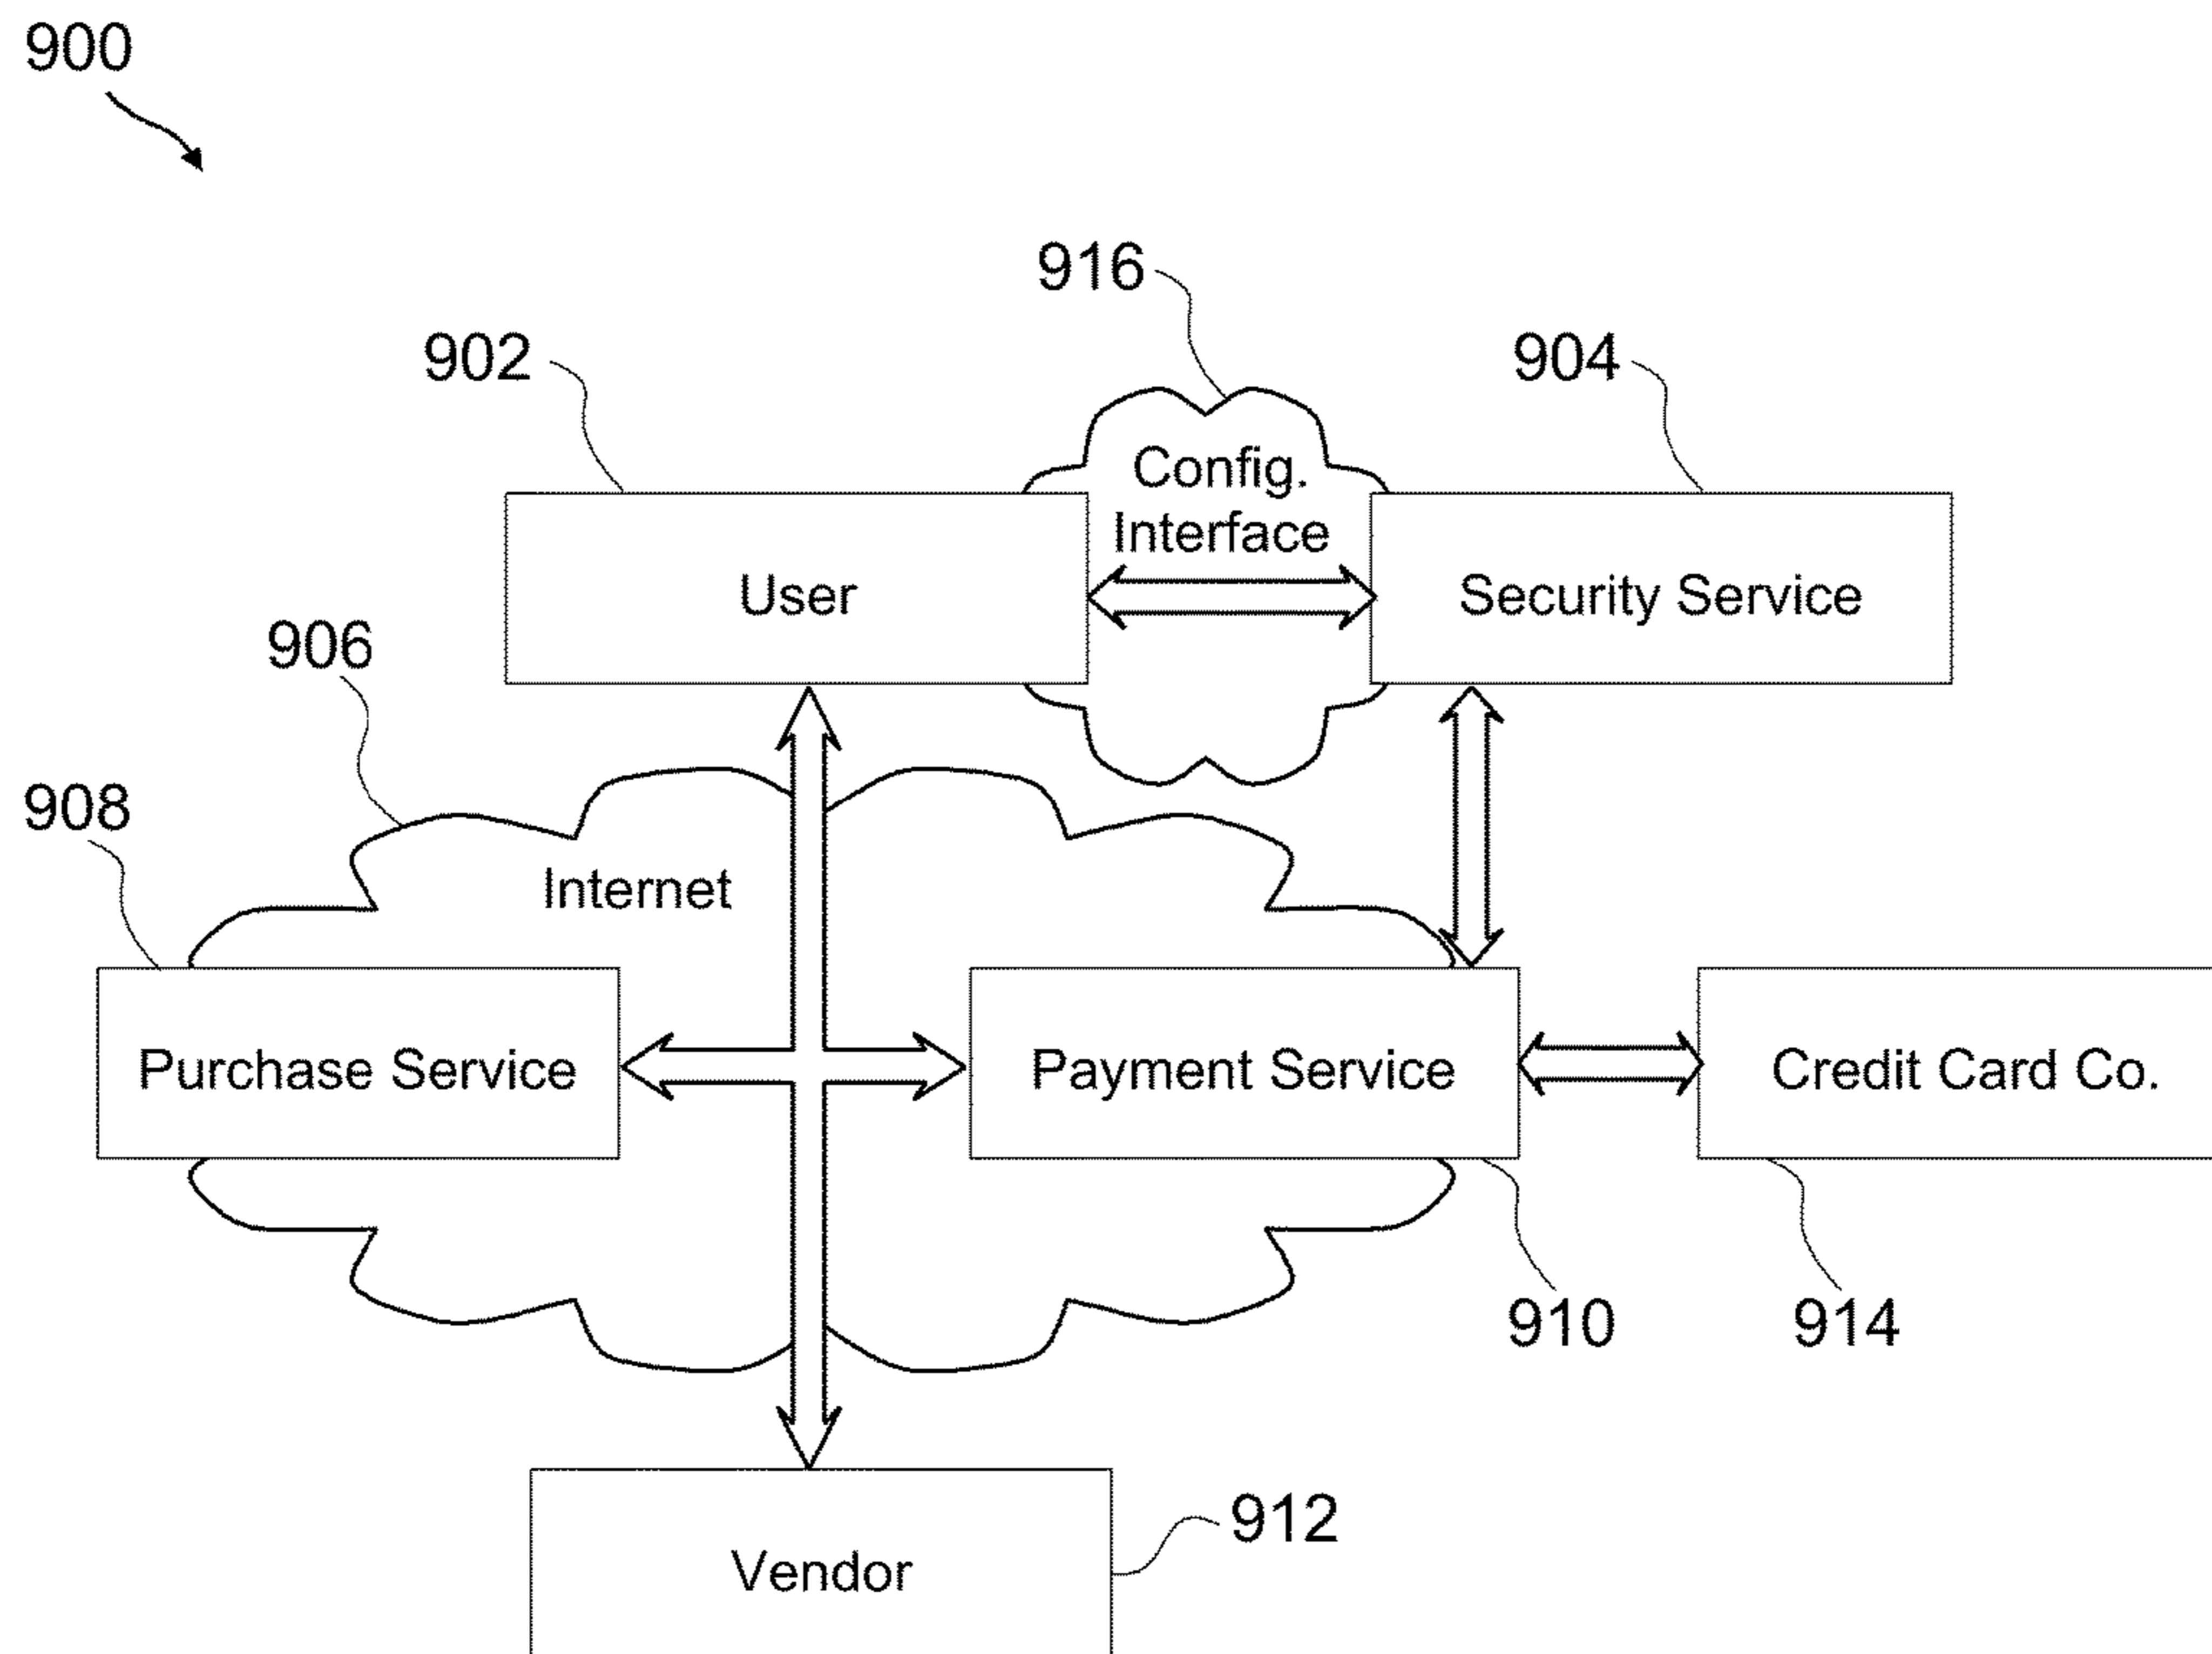 900
916
902
904
Config.
Interface
User
Security Service
906
908
Internet
Purchase Service
Payment Service
Credit Card Co.
910
914
912
Vendor